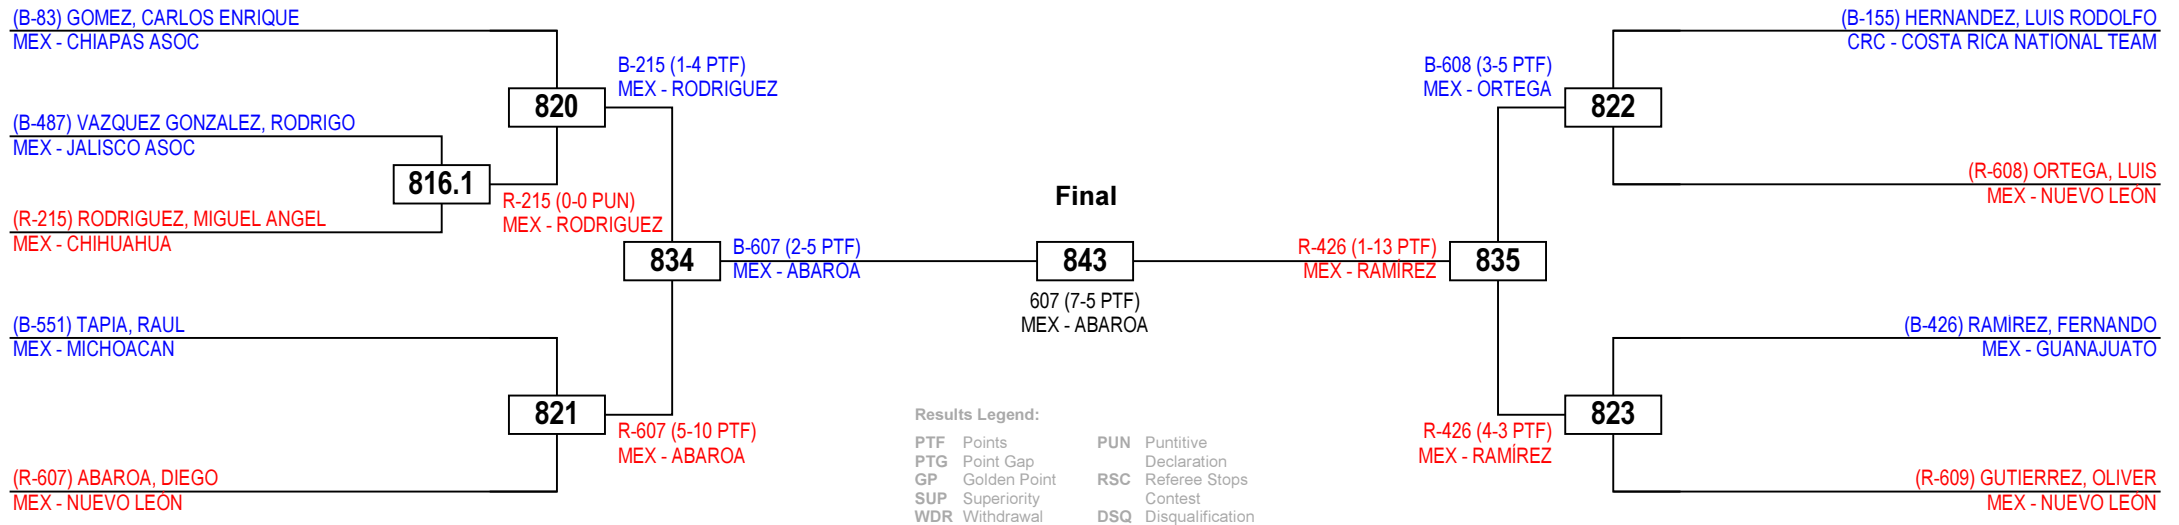 (B-83) GOMEZ, CARLOS ENRIQUE
MEX - CHIAPAS ASOC
B-215 (1-4 PTF)
MEX - RODRIGUEZ
820
(B-487) VAZQUEZ GONZALEZ, RODRIGO
MEX - JALISCO ASOC
816.1
R-215 (0-0 PUN)
MEX - RODRIGUEZ
(R-215) RODRIGUEZ, MIGUEL ANGEL
MEX - CHIHUAHUA
834
B-607 (2-5 PTF)
MEX - ABAROA
(B-551) TAPIA, RAUL
MEX - MICHOACAN
821
R-607 (5-10 PTF)
MEX - ABAROA
(R-607) ABAROA, DIEGO
MEX - NUEVO LEÓN
Final
843
607 (7-5 PTF)
MEX - ABAROA
(B-155) HERNANDEZ, LUIS RODOLFO
CRC - COSTA RICA NATIONAL TEAM
B-608 (3-5 PTF)
MEX - ORTEGA
822
(R-608) ORTEGA, LUIS
MEX - NUEVO LEÓN
R-426 (1-13 PTF)
MEX - RAMÍREZ
835
(B-426) RAMÍREZ, FERNANDO
MEX - GUANAJUATO
823
R-426 (4-3 PTF)
MEX - RAMÍREZ
(R-609) GUTIERREZ, OLIVER
MEX - NUEVO LEÓN
Results Legend:
PTF Points
PTG Point Gap
GP Golden Point
SUP Superiority
WDR Withdrawal
PUN Puntitive
Declaration
RSC Referee Stops
Contest
DSQ Disqualification